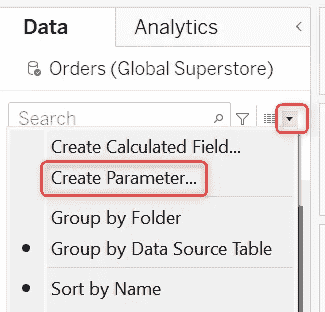 Data Analytics
Orders (Global Superstore)
Search
Create Calculated Field...
Create Parameter...
Group by Folder
Group by Data Source Table
Sort by Name